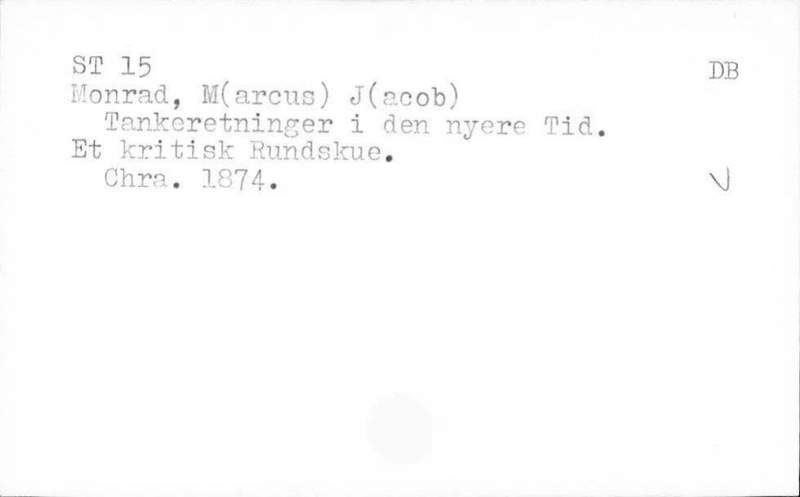 ST 15 DB
Monrad, M(arcus) J(acob)
Tankeretninger i den nyere Tid.
Et kritisk Rundskue.
Chra. 1874. V